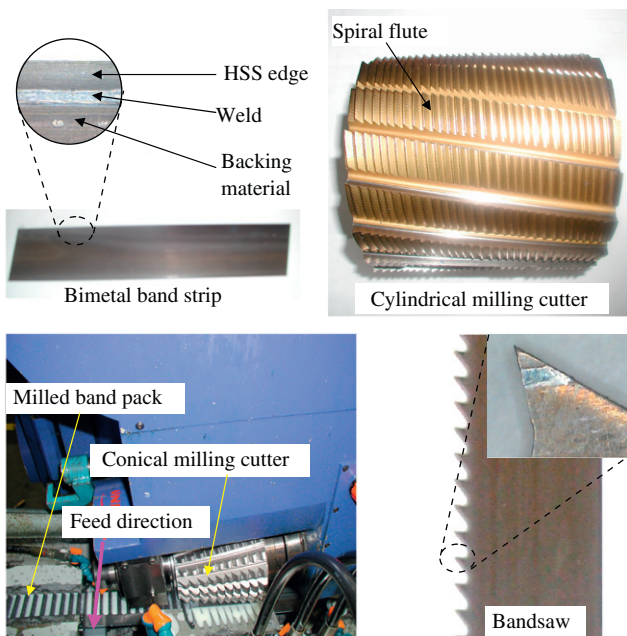 HSS edge
Weld
Backing
material
Bimetal band strip
Spiral flute
Cylindrical milling cutter
Milled band pack
Conical milling cutter
Feed direction
Bandsaw